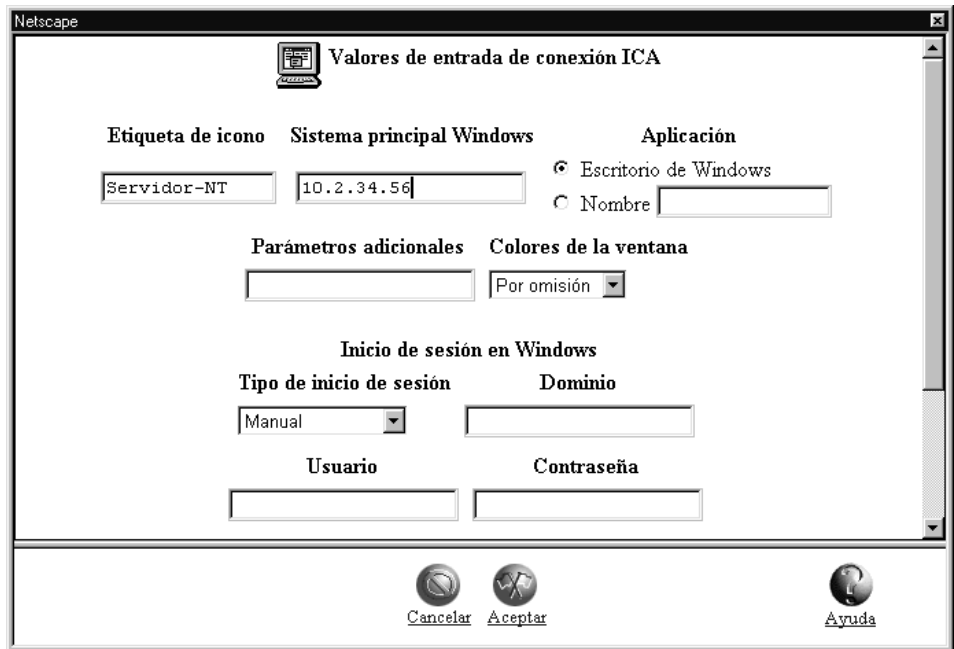 Netscape
Valores de entrada de conexión ICA
Etiqueta de icono Sistema principal Windows Aplicación
Escritorio de Windows
Servidor-NT 10.2.34.56
Nombre
Parámetros adicionales Colores de la ventana
Por omisión
Inicio de sesión en Windows
Tipo de inicio de sesión Dominio
Manual
Usuario Contraseña
Cancelar Aceptar Ayuda